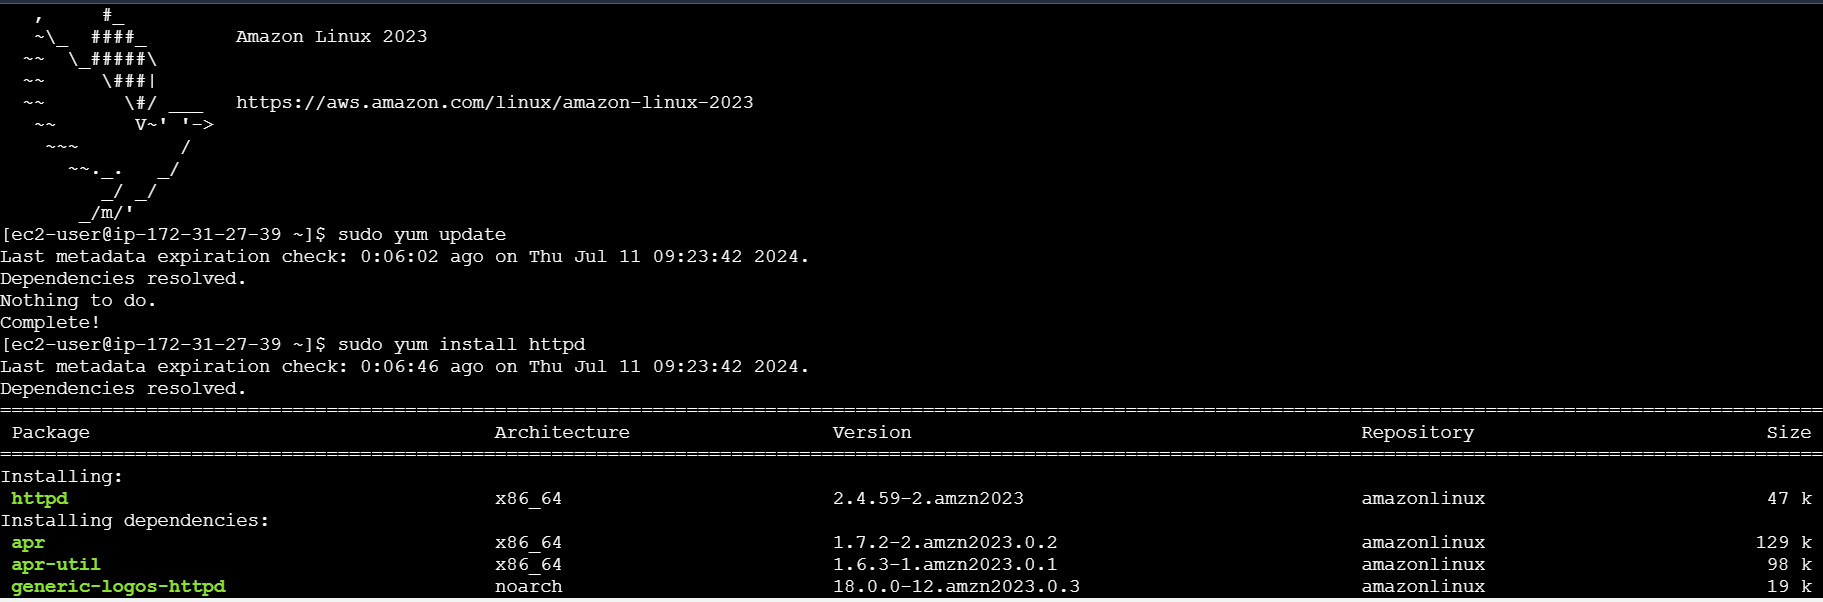 ,     #_
   ~\_  ####_        Amazon Linux 2023
  ~~  \_#####\
  ~~     \###|
  ~~       \#/ ___   https://aws.amazon.com/linux/amazon-linux-2023
   ~~       V~' '->
    ~~~         /
      ~~._.   _/
         _/ _/
       _/m/'
[ec2-user@ip-172-31-27-39 ~]$ sudo yum update
Last metadata expiration check: 0:06:02 ago on Thu Jul 11 09:23:42 2024.
Dependencies resolved.
Nothing to do.
Complete!
[ec2-user@ip-172-31-27-39 ~]$ sudo yum install httpd
Last metadata expiration check: 0:06:46 ago on Thu Jul 11 09:23:42 2024.
Dependencies resolved.
Package Architecture Version Repository Size
Installing:
httpd x86_64 2.4.59-2.amzn2023 amazonlinux 47 k
Installing dependencies:
apr x86_64 1.7.2-2.amzn2023.0.2 amazonlinux 129 k
apr-util x86_64 1.6.3-1.amzn2023.0.1 amazonlinux 98 k
generic-logos-httpd noarch 18.0.0-12.amzn2023.0.3 amazonlinux 19 k